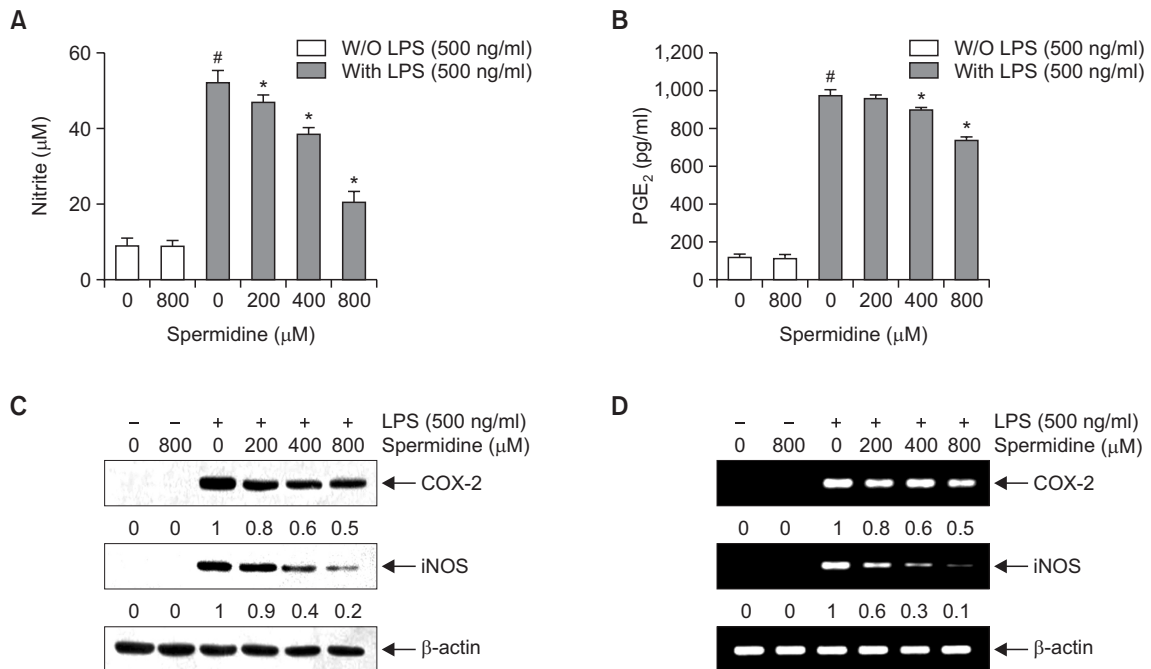 A
Nitrite (μM)
60
40
20
0
W/O LPS (500 ng/ml)
With LPS (500 ng/ml)
# * * *
0 800 0 200 400 800
Spermidine (μM)
B
PGE2 (pg/ml)
1,200
1,000
800
600
400
200
0
W/O LPS (500 ng/ml)
With LPS (500 ng/ml)
# * *
0 800 0 200 400 800
Spermidine (μM)
C
– – + + + + LPS (500 ng/ml)
0 800 0 200 400 800 Spermidine (μM)
COX-2
0 0 1 0.8 0.6 0.5
iNOS
0 0 1 0.9 0.4 0.2
β-actin
D
– – + + + + LPS (500 ng/ml)
0 800 0 200 400 800 Spermidine (μM)
COX-2
0 0 1 0.8 0.6 0.5
iNOS
0 0 1 0.6 0.3 0.1
β-actin